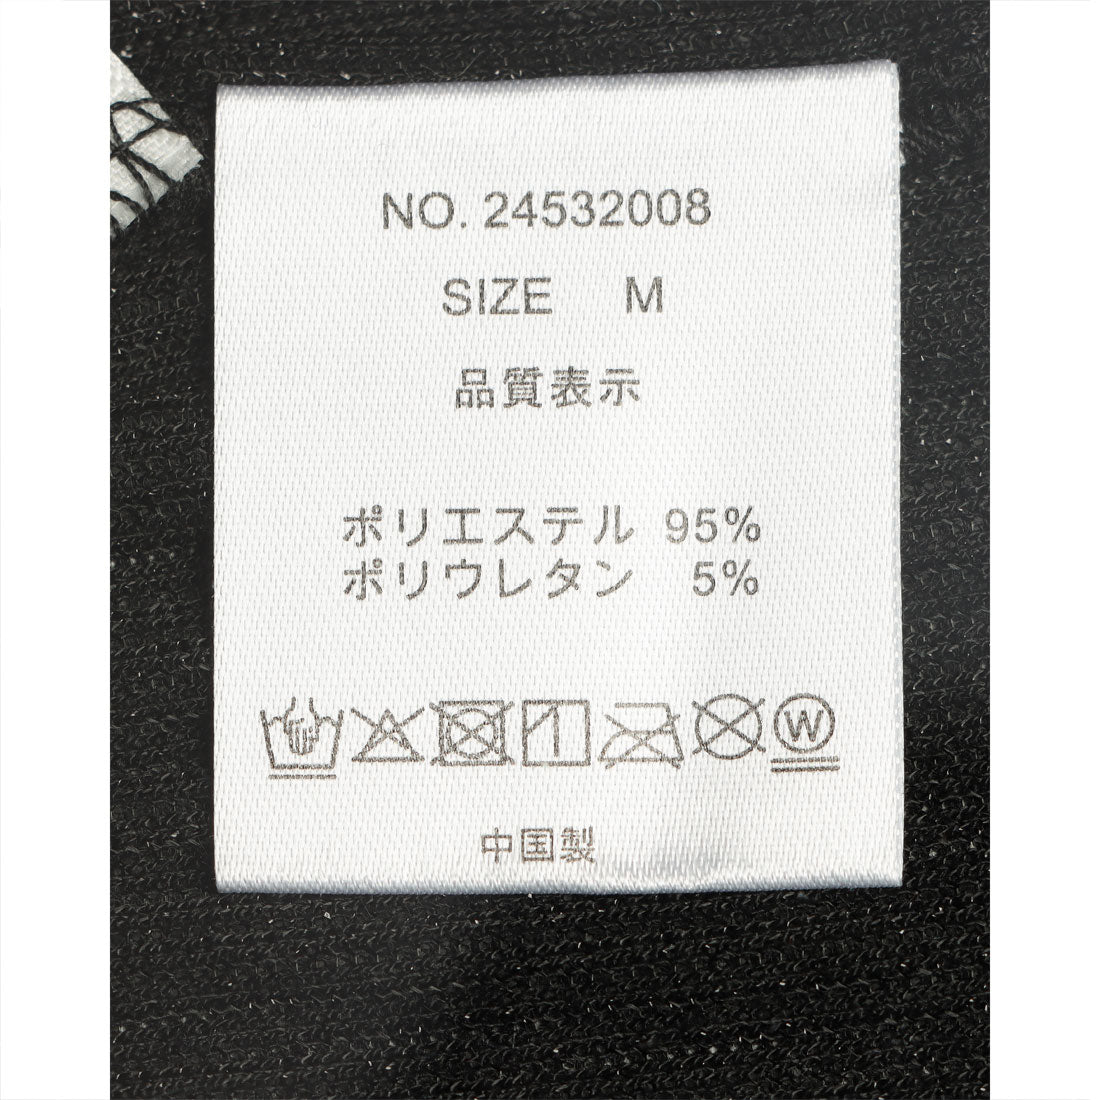 NO. 24532008
SIZE M
品質表示
ポリエステル 95%
ポリウレタン 5%
W
中国製